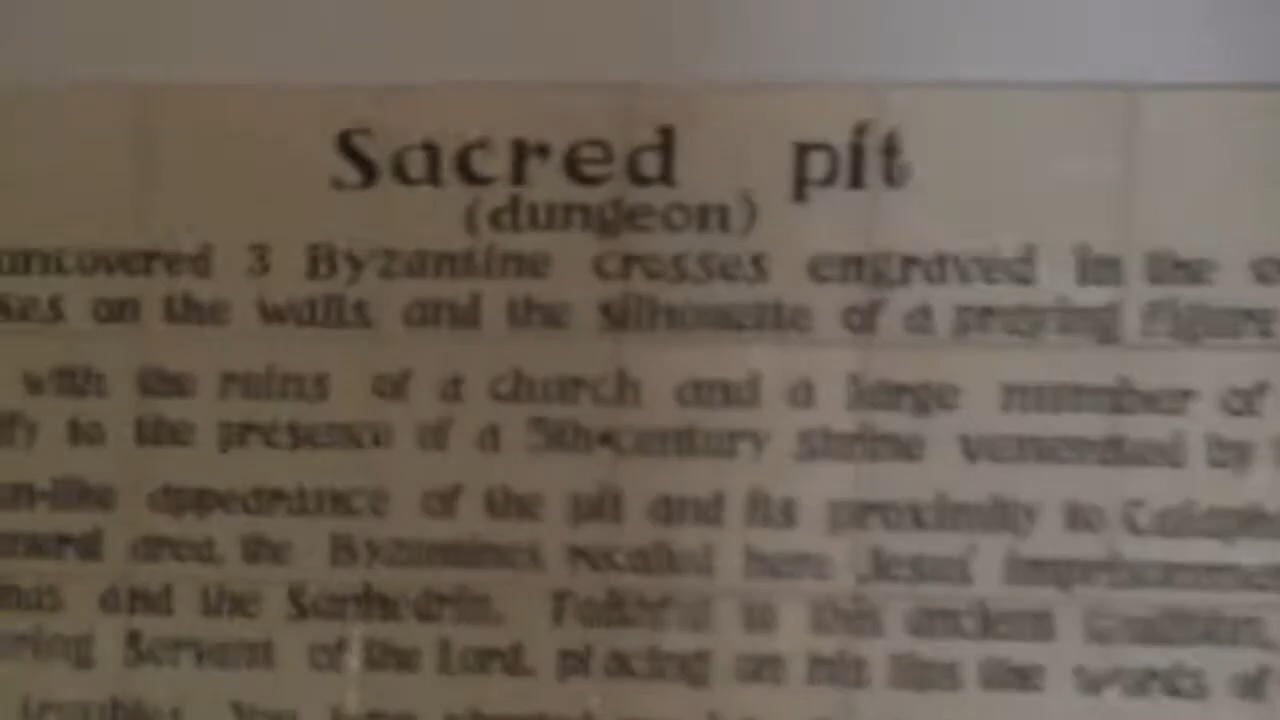 Sacred pit
(dungeon)
uncovered 3 Byzantine crosses engraved in the
on the walls and the silhouette of a praying figure
with the ruins of a church and a large number of
to the presence of a 5th-century shrine venerated by
appearance of the pit and its proximity to
area, the Byzantines recalled here Jesus'
and the Sanhedrin. Faithful to this ancient tradition,
Servant of the Lord, placing on his lips the words of
troubles. You have